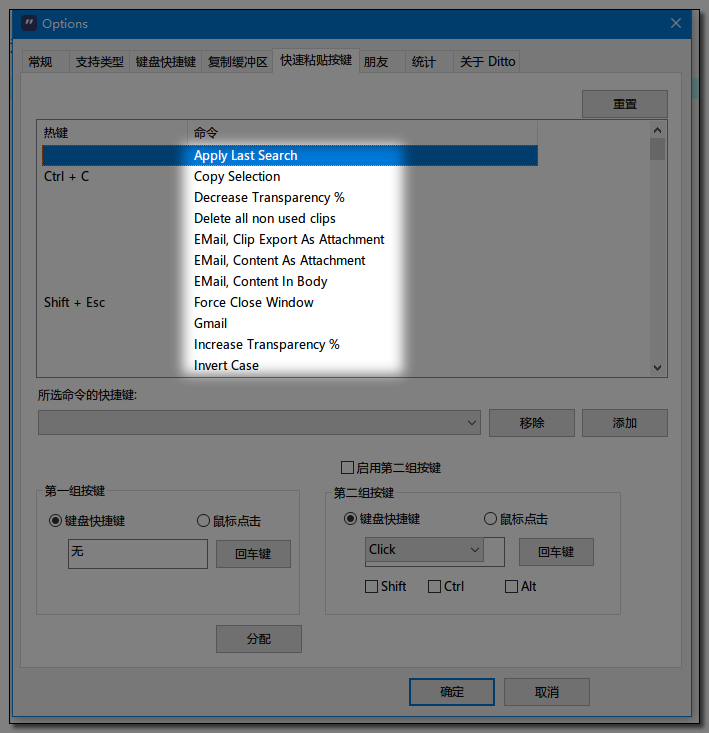 Options
常规 支持类型 键盘快捷键 复制缓冲区 快速粘贴按键 朋友 统计 关于 Ditto
重置
热键 命令
Apply Last Search
Ctrl + C Copy Selection
Decrease Transparency %
Delete all non used clips
EMail, Clip Export As Attachment
EMail, Content As Attachment
EMail, Content In Body
Shift + Esc Force Close Window
Gmail
Increase Transparency %
Invert Case
所选命令的快捷键:
移除 添加
启用第二组按键
第一组按键 第二组按键
键盘快捷键 鼠标点击 键盘快捷键 鼠标点击
无 回车键 Click 回车键
Shift Ctrl Alt
分配
确定 取消